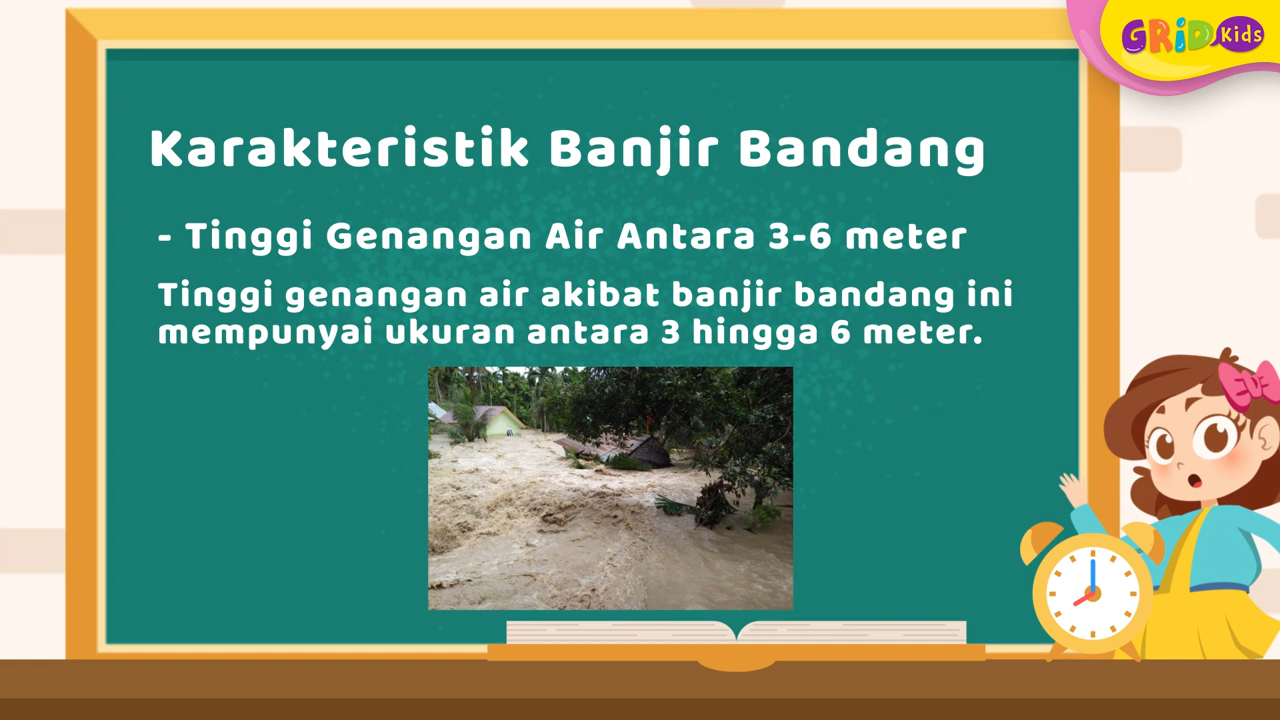 GRID Kids
Karakteristik Banjir Bandang
- Tinggi Genangan Air Antara 3-6 meter
Tinggi genangan air akibat banjir bandang ini
mempunyai ukuran antara 3 hingga 6 meter.